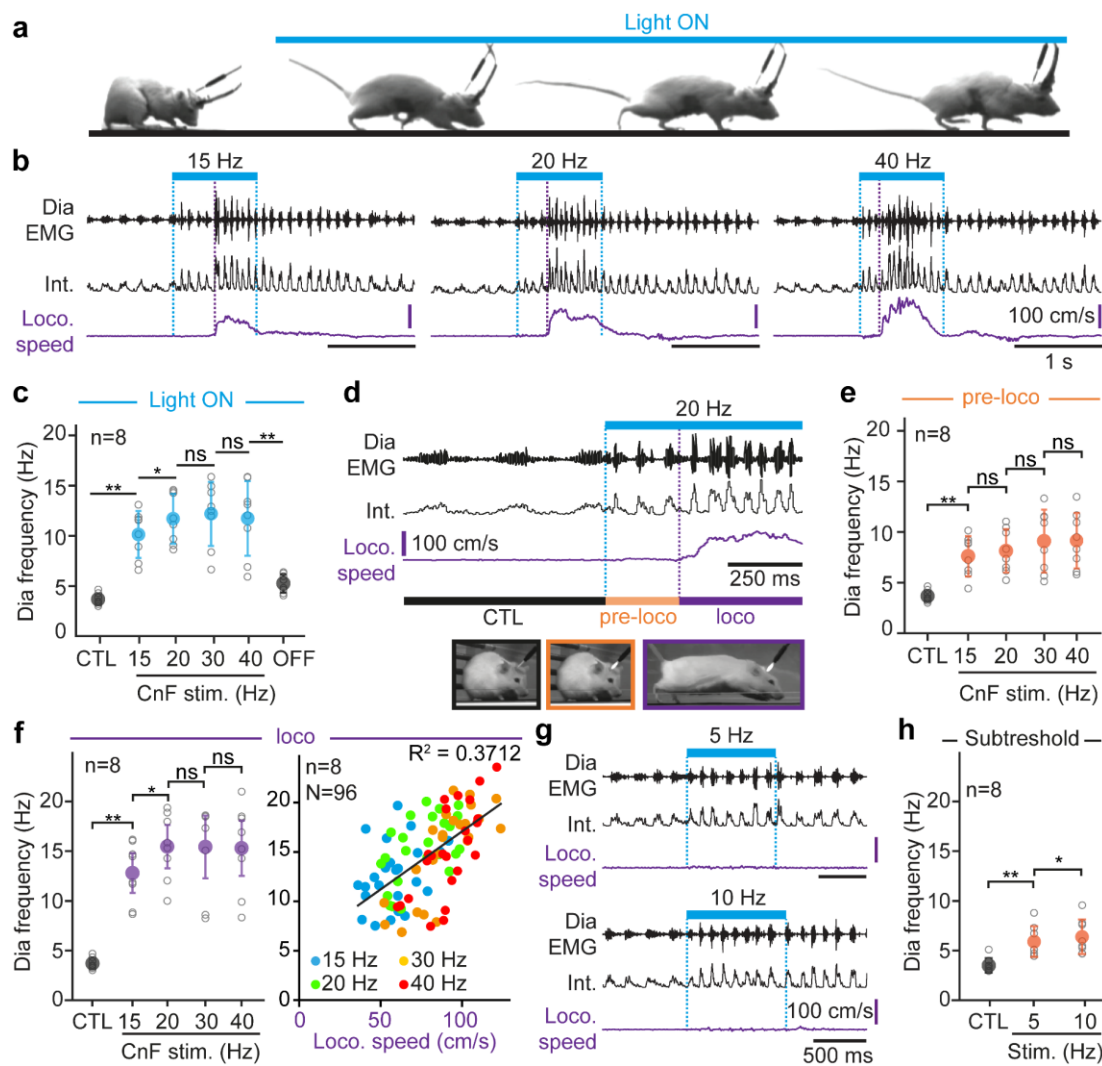 a
Light ON
b
15 Hz
20 Hz
40 Hz
Dia
EMG
Int.
Loco.
speed
100 cm/s
1 s
c
Light ON
n=8
**
*
ns
ns
**
Dia frequency (Hz)
20
15
10
5
0
CTL
15
20
30
40
OFF
CnF stim. (Hz)
d
20 Hz
Dia
EMG
Int.
Loco.
speed
100 cm/s
250 ms
CTL
pre-loco
loco
e
pre-loco
n=8
**
ns
ns
ns
Dia frequency (Hz)
20
15
10
5
0
CTL
15
20
30
40
CnF stim. (Hz)
f
loco
n=8
**
*
ns
ns
Dia frequency (Hz)
20
15
10
5
0
CTL
15
20
30
40
CnF stim. (Hz)
R² = 0.3712
n=8
N=96
25
20
15
10
5
0
15 Hz
30 Hz
20 Hz
40 Hz
0
50
100
Loco. speed (cm/s)
g
5 Hz
Dia
EMG
Int.
Loco.
speed
10 Hz
Dia
EMG
Int.
Loco.
speed
100 cm/s
500 ms
h
Subtreshold
n=8
**
*
Dia frequency (Hz)
20
15
10
5
0
CTL
5
10
Stim. (Hz)